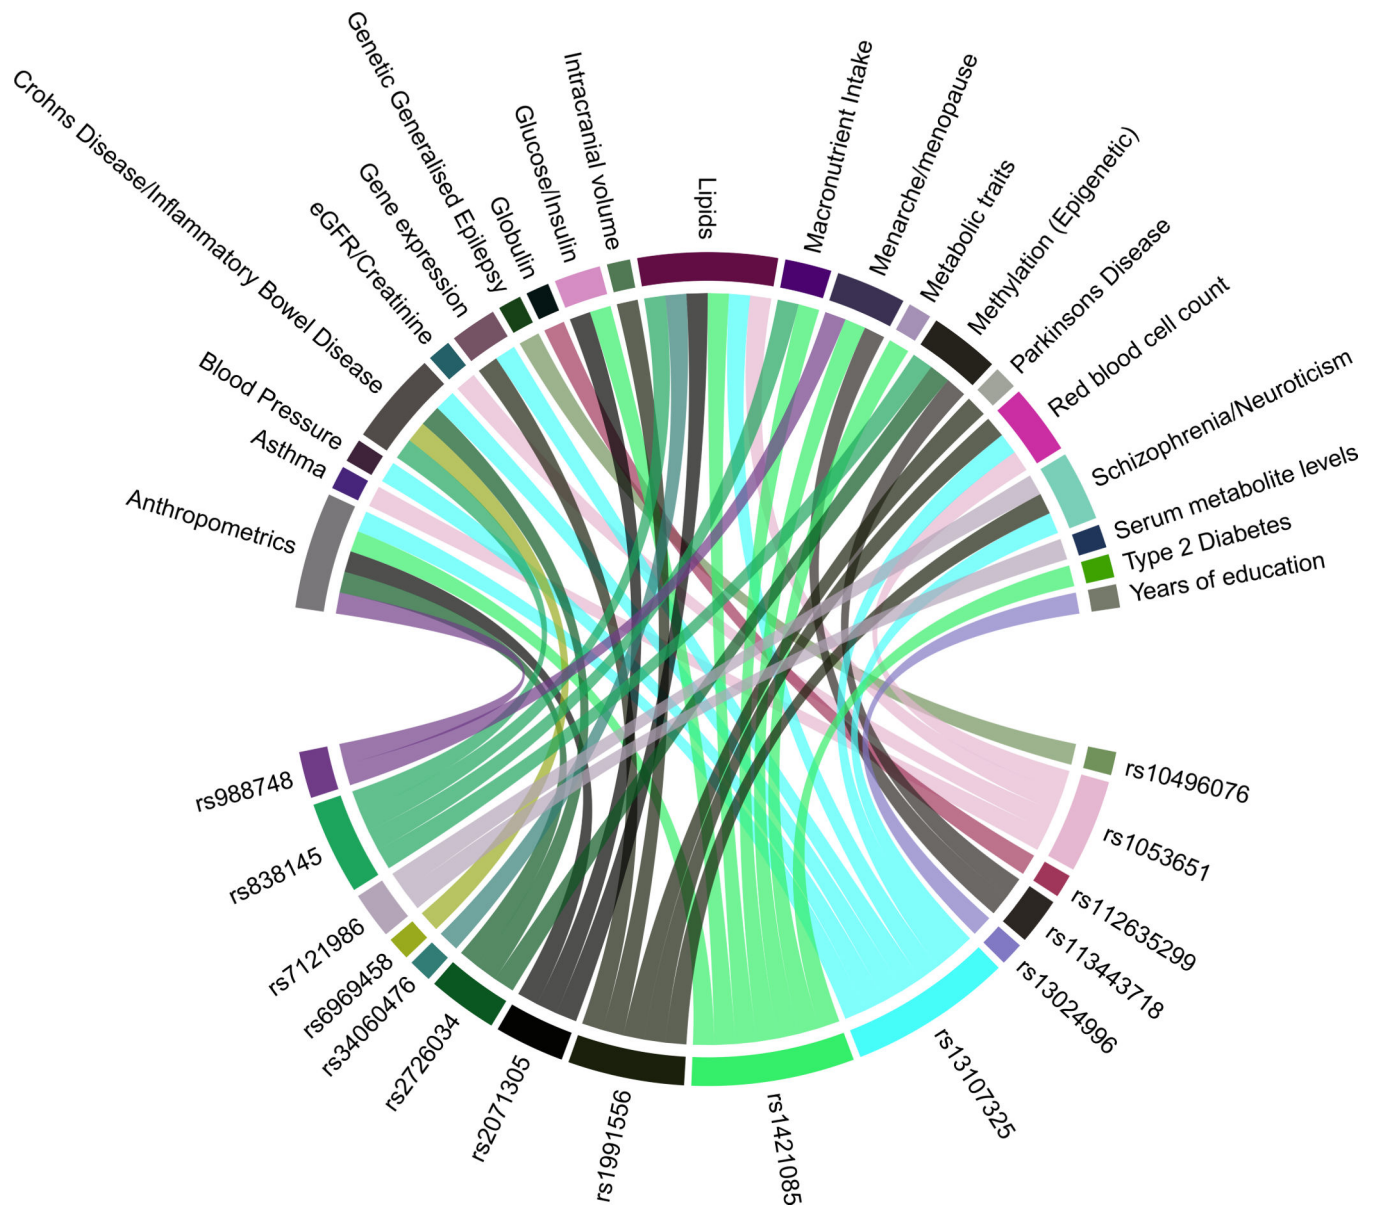 Anthropometrics
Asthma
Blood Pressure
Crohns Disease/Inflammatory Bowel Disease
eGFR/Creatinine
Gene expression
Genetic Generalised Epilepsy
Globulin
Glucose/Insulin
Intracranial volume
Lipids
Macronutrient Intake
Menarche/menopause
Metabolic traits
Methylation (Epigenetic)
Parkinsons Disease
Red blood cell count
Schizophrenia/Neuroticism
Serum metabolite levels
Type 2 Diabetes
Years of education
rs10496076
rs1053651
rs112635299
rs113443718
rs13024996
rs13107325
rs1421085
rs1991556
rs2071305
rs2726034
rs34060476
rs6969458
rs7121986
rs838145
rs988748